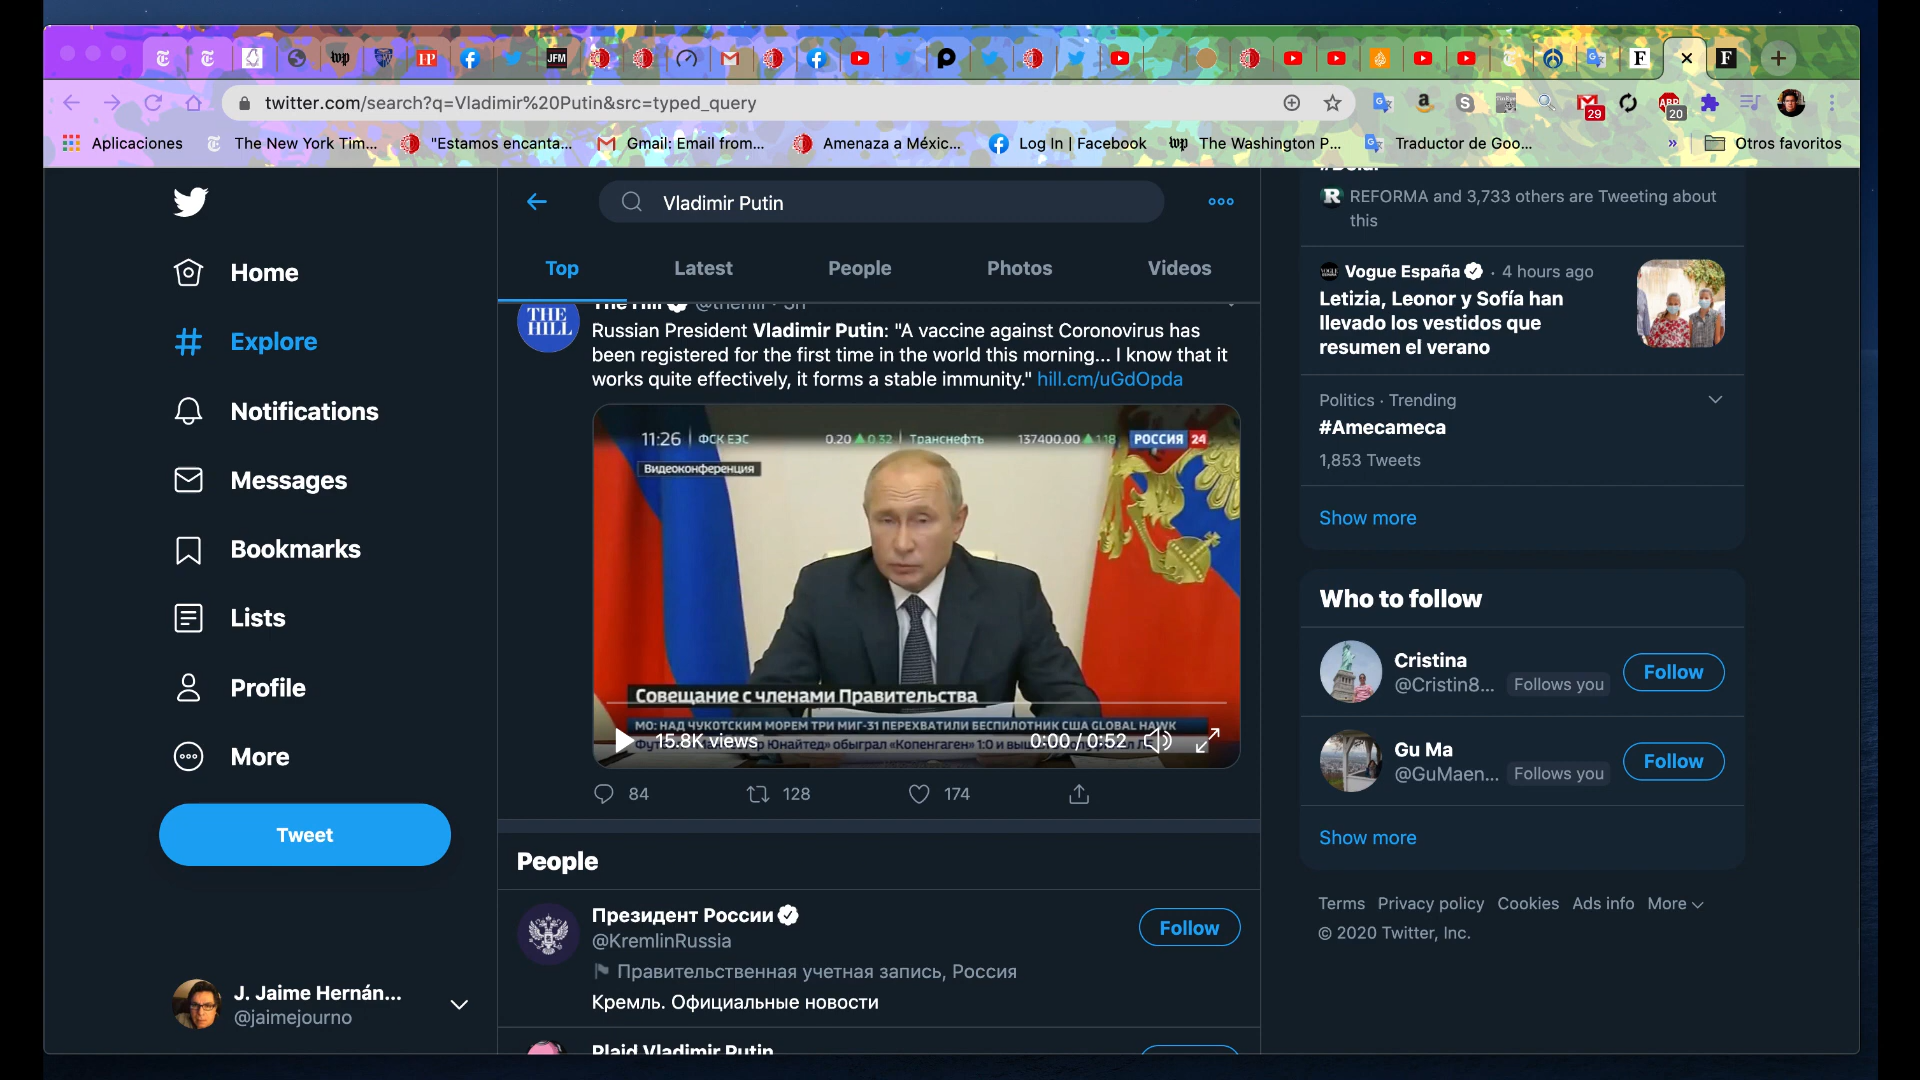 twitter.com/search?q=Vladimir%20Putin&src=typed_query
29
20
Aplicaciones
The New York Tim...
"Estamos encanta...
Gmail: Email from...
Amenaza a Méxic...
Log In | Facebook
The Washington P...
Traductor de Goo...
»
Otros favoritos
Home
Explore
Notifications
Messages
Bookmarks
Lists
Profile
More
Tweet
J. Jaime Hernán...
@jaimejourno
Vladimir Putin
Top
Latest
People
Photos
Videos
The Hill @thehill · 5h
THE
HILL
Russian President Vladimir Putin: "A vaccine against Coronovirus has
been registered for the first time in the world this morning... I know that it
works quite effectively, it forms a stable immunity." hill.cm/uGdOpda
11:26 ФСК ЕЭС 0.20 ▲0.32 Транснефть 137400.00 ▲118 РОССИЯ 24
Видеоконференция
Совещание с членами Правительства
МО: НАД ЧУКОТСКИМ МОРЕМ ТРИ МИГ-31 ПЕРЕХВАТИЛИ БЕСПИЛОТНИК США GLOBAL HAWK
Юнайтед» обыграл «Копенгаген» 1:0 и
15.8K views
0:00 / 0:52
84
128
174
People
Президент России
@KremlinRussia
Follow
Правительственная учетная запись, Россия
Кремль. Официальные новости
Plaid Vladimir Putin
REFORMA and 3,733 others are Tweeting about
this
Vogue España · 4 hours ago
Letizia, Leonor y Sofía han
llevado los vestidos que
resumen el verano
Politics · Trending
#Amecameca
1,853 Tweets
Show more
Who to follow
Cristina
@Cristin8... Follows you
Follow
Gu Ma
@GuMaen... Follows you
Follow
Show more
Terms Privacy policy Cookies Ads info More
© 2020 Twitter, Inc.